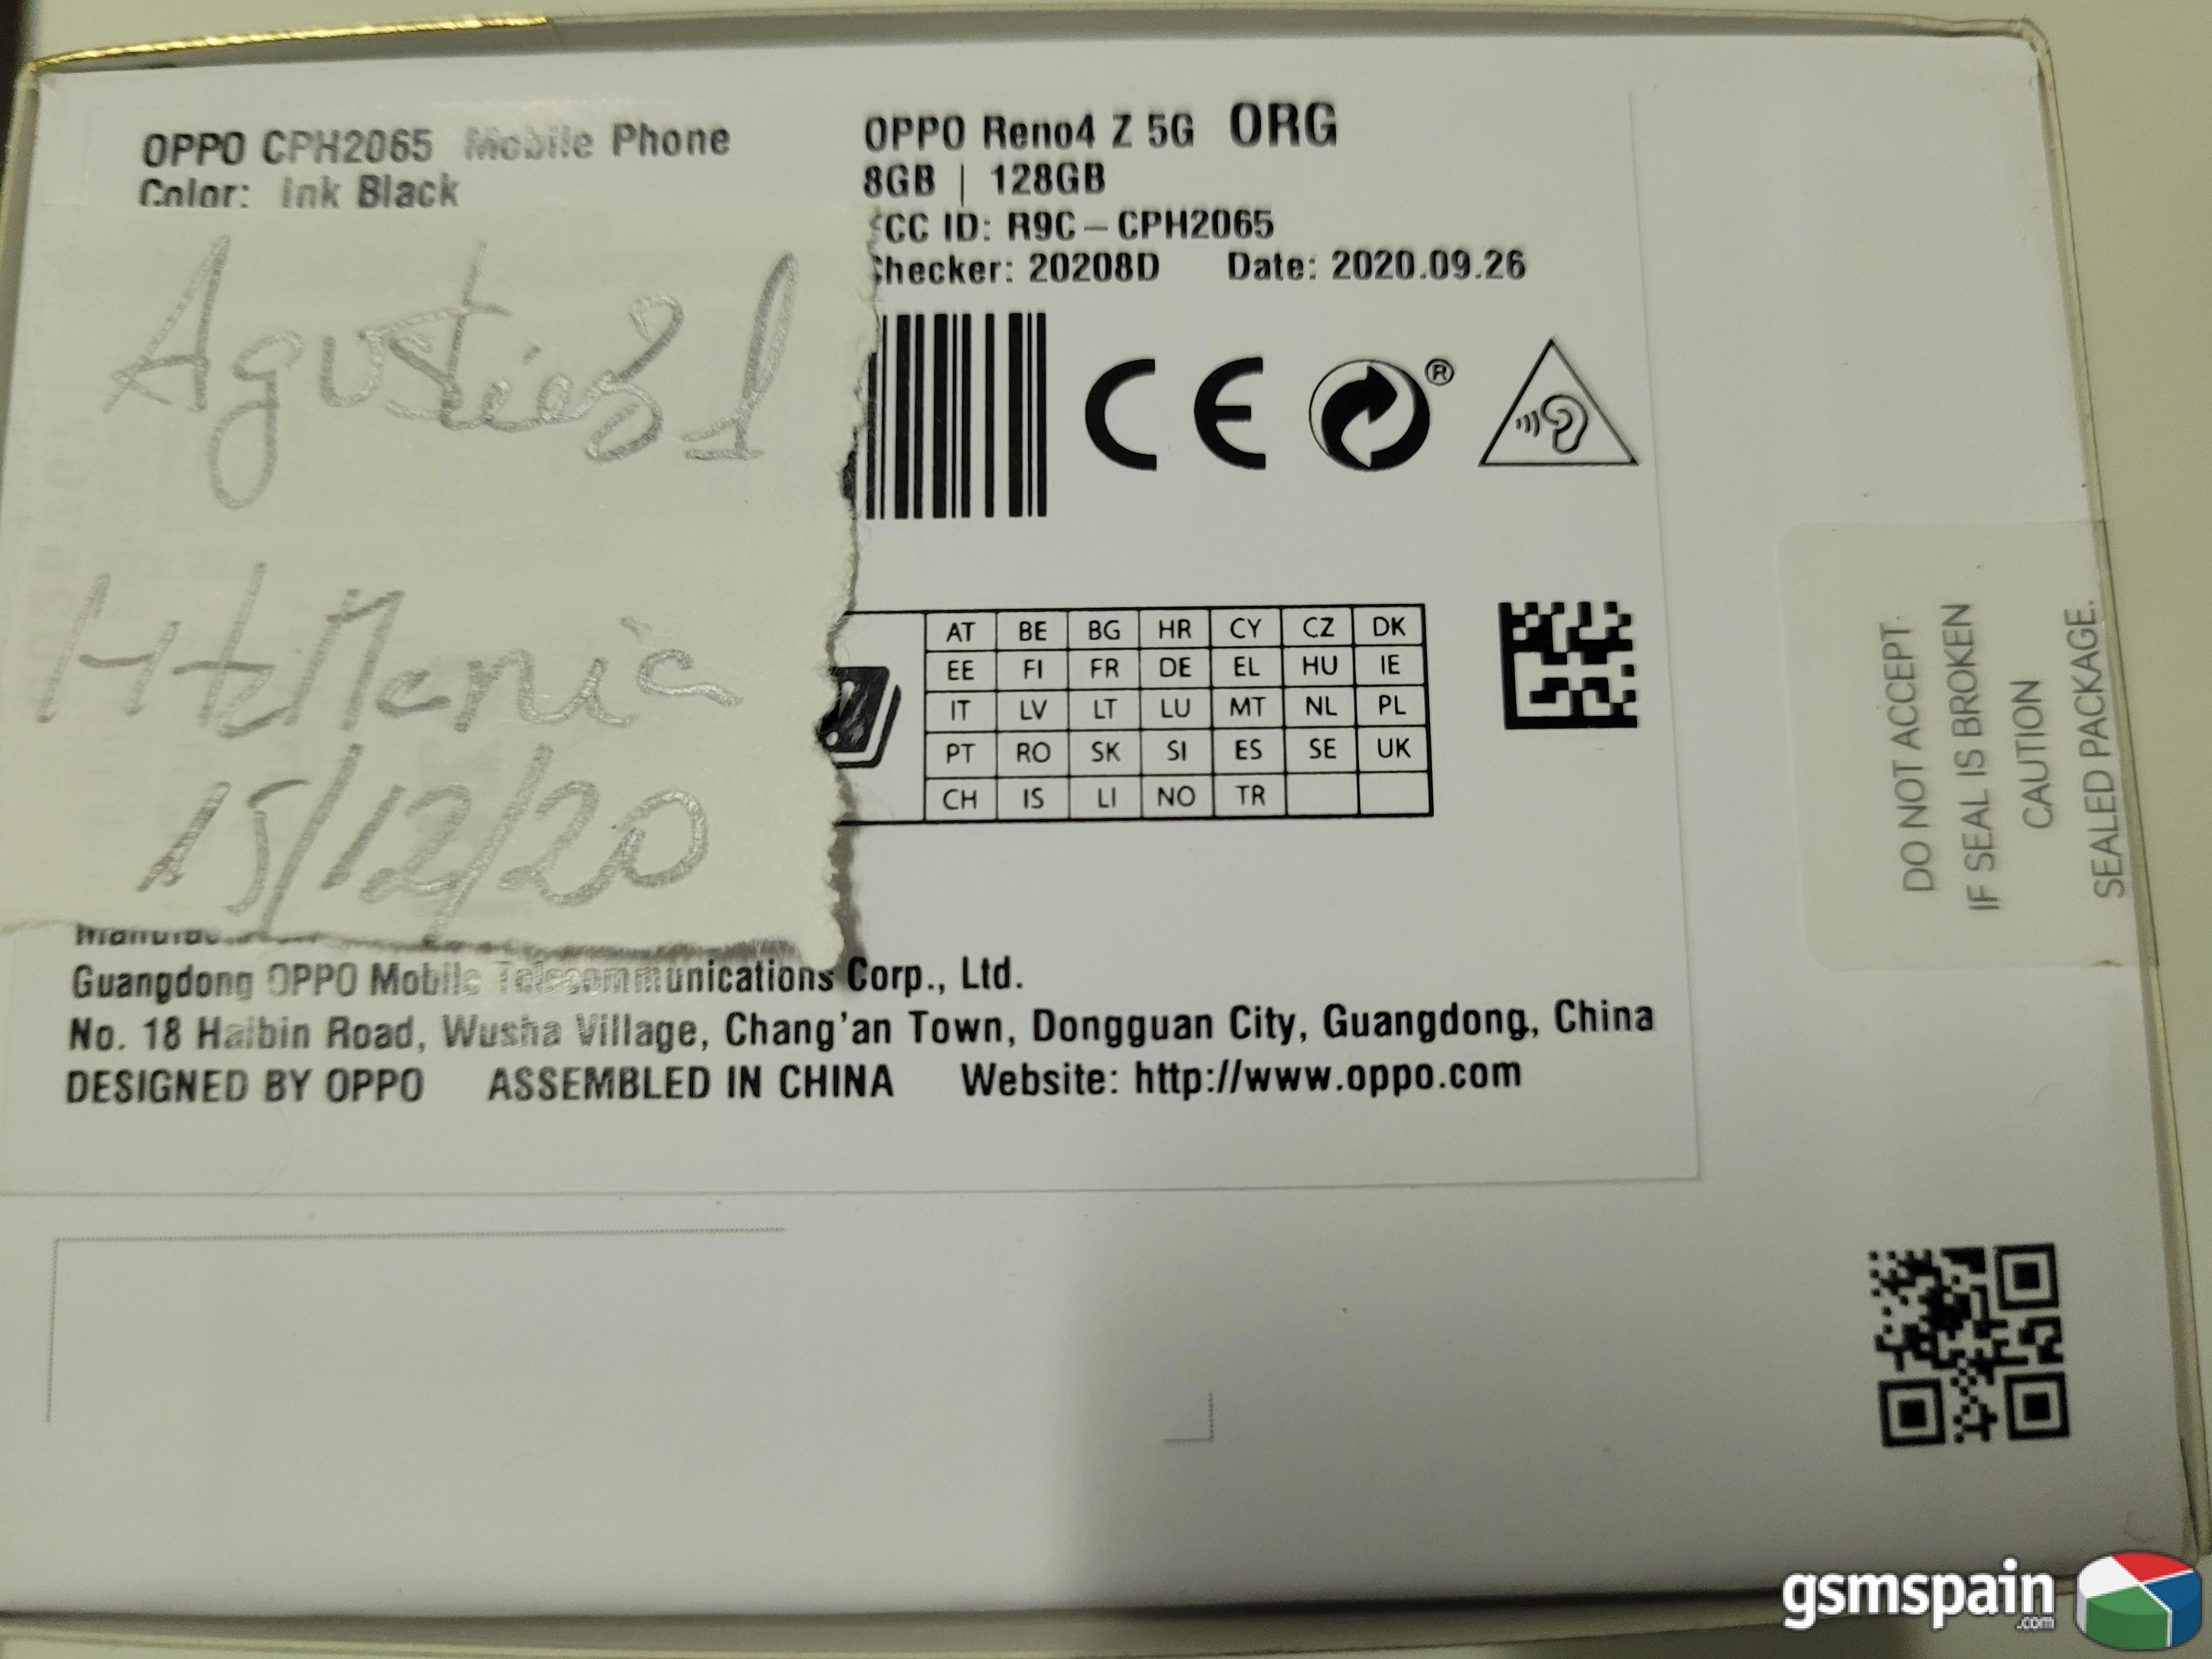 OPPO CPH2065 Mobile Phone
Color: Ink Black
OPPO Reno4 Z 5G ORG
8GB | 128GB
CC ID: R9C-CPH2065
Checker: 20208D Date: 2020.09.26
15/12/20
CE
®
AT BE BG HR CY CZ DK
EE FI FR DE EL HU IE
IT LV LT LU MT NL PL
PT RO SK SI ES SE UK
CH IS LI NO TR
Guangdong OPPO Mobile Telecommunications Corp., Ltd.
No. 18 Haibin Road, Wusha Village, Chang'an Town, Dongguan City, Guangdong, China
DESIGNED BY OPPO ASSEMBLED IN CHINA Website: http://www.oppo.com
DO NOT ACCEPT
IF SEAL IS BROKEN
CAUTION
SEALED PACKAGE.
gsmspain
.com